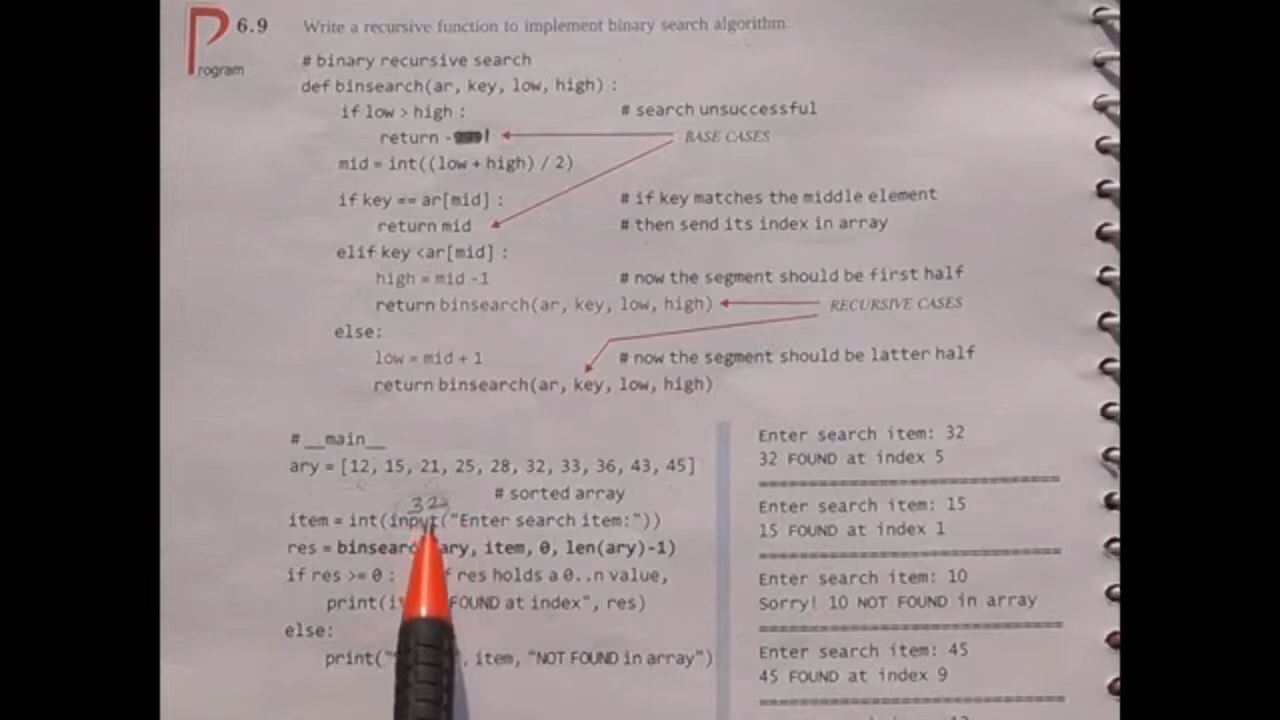 Program 6.9 Write a recursive function to implement binary search algorithm.
# binary recursive search
def binsearch(ar, key, low, high) :
if low > high : # search unsuccessful
return -1 BASE CASES
mid = int((low + high) / 2)
if key == ar[mid] : # if key matches the middle element
return mid # then send its index in array
elif key <ar[mid] :
high = mid -1 # now the segment should be first half
return binsearch(ar, key, low, high) RECURSIVE CASES
else:
low = mid + 1 # now the segment should be latter half
return binsearch(ar, key, low, high)
# __main__
ary = [12, 15, 21, 25, 28, 32, 33, 36, 43, 45]
# sorted array
32
item = int(input("Enter search item:"))
res = binsearc ary, item, 0, len(ary)-1)
if res >= 0 : res holds a 0..n value,
print(i FOUND at index", res)
else:
print(" , item, "NOT FOUND in array")
Enter search item: 32
32 FOUND at index 5
====================================
Enter search item: 15
15 FOUND at index 1
====================================
Enter search item: 10
Sorry! 10 NOT FOUND in array
====================================
Enter search item: 45
45 FOUND at index 9
====================================